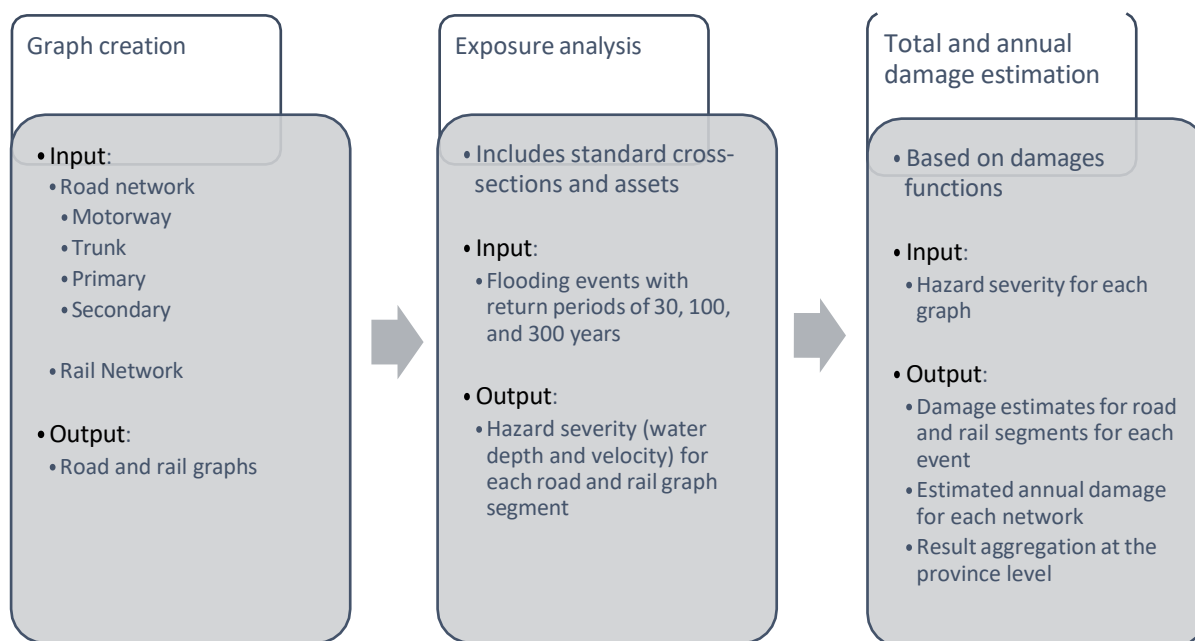 Graph creation
• Input:
• Road network
• Motorway
• Trunk
• Primary
• Secondary
• Rail Network
• Output:
• Road and rail graphs
Exposure analysis
• Includes standard cross-
sections and assets
• Input:
• Flooding events with
return periods of 30, 100,
and 300 years
• Output:
• Hazard severity (water
depth and velocity) for
each road and rail graph
segment
Total and annual
damage estimation
• Based on damages
functions
• Input:
• Hazard severity for each
graph
• Output:
• Damage estimates for road
and rail segments for each
event
• Estimated annual damage
for each network
• Result aggregation at the
province level